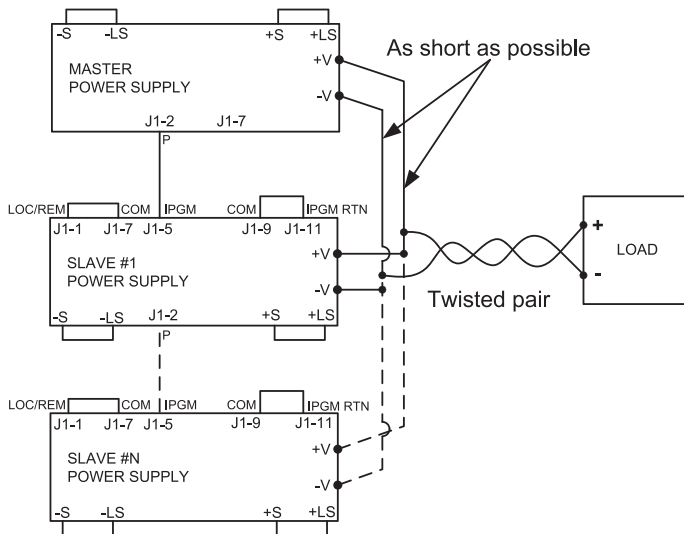 -S -LS +S +LS
As short as possible
MASTER
POWER SUPPLY
+V
-V
J1-2 J1-7
P
LOC/REM COM IPGM COM IPGM RTN
J1-1 J1-7 J1-5 J1-9 J1-11
SLAVE #1
POWER SUPPLY
+V
-V
+
LOAD
-
Twisted pair
J1-2
P
-S -LS +S +LS
LOC/REM COM IPGM COM IPGM RTN
J1-1 J1-7 J1-5 J1-9 J1-11
SLAVE #N
POWER SUPPLY
+V
-V
-S -LS +S +LS